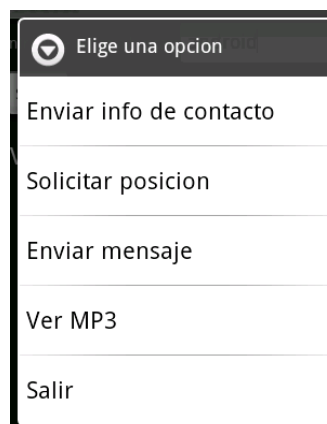 Elige una opcion
Enviar info de contacto
Solicitar posicion
Enviar mensaje
Ver MP3
Salir